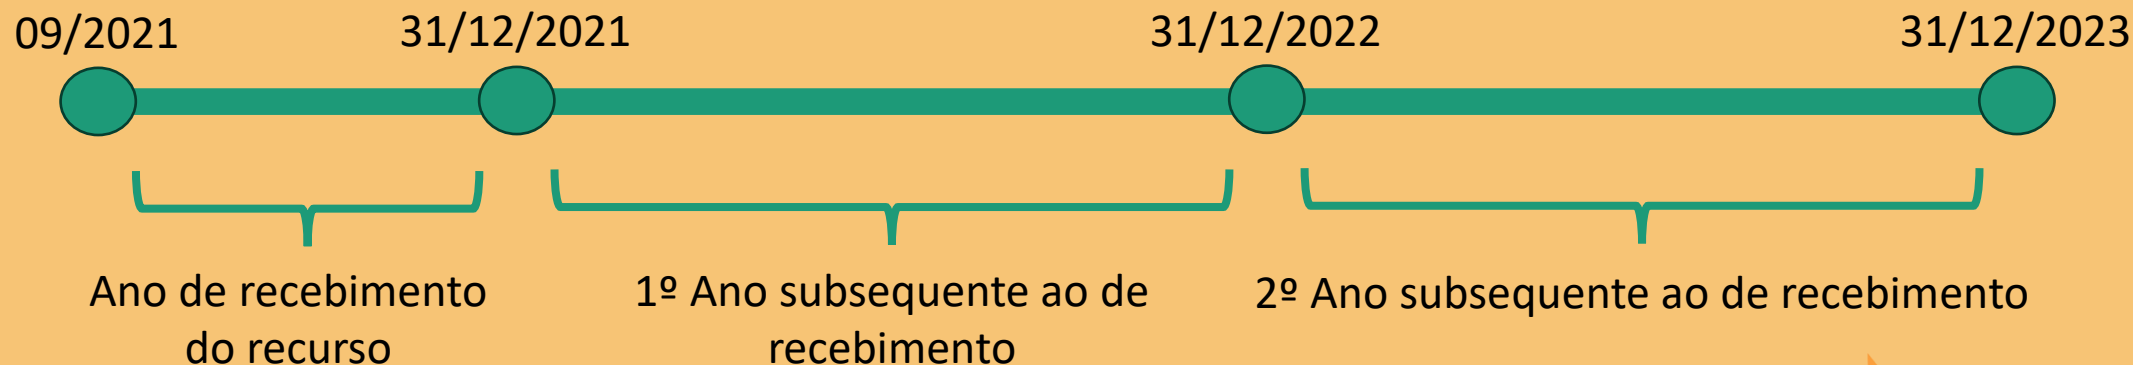 09/2021
31/12/2021
31/12/2022
31/12/2023
Ano de recebimento
do recurso
1º Ano subsequente ao de
recebimento
2º Ano subsequente ao de recebimento